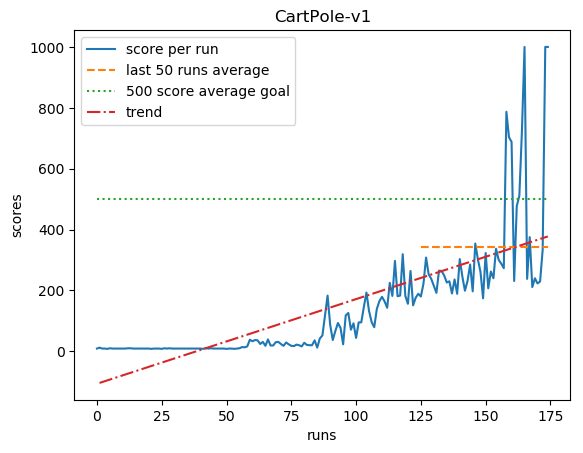 CartPole-v1
score per run
last 50 runs average
500 score average goal
trend
scores
1000
800
600
400
200
0
0 25 50 75 100 125 150 175
runs